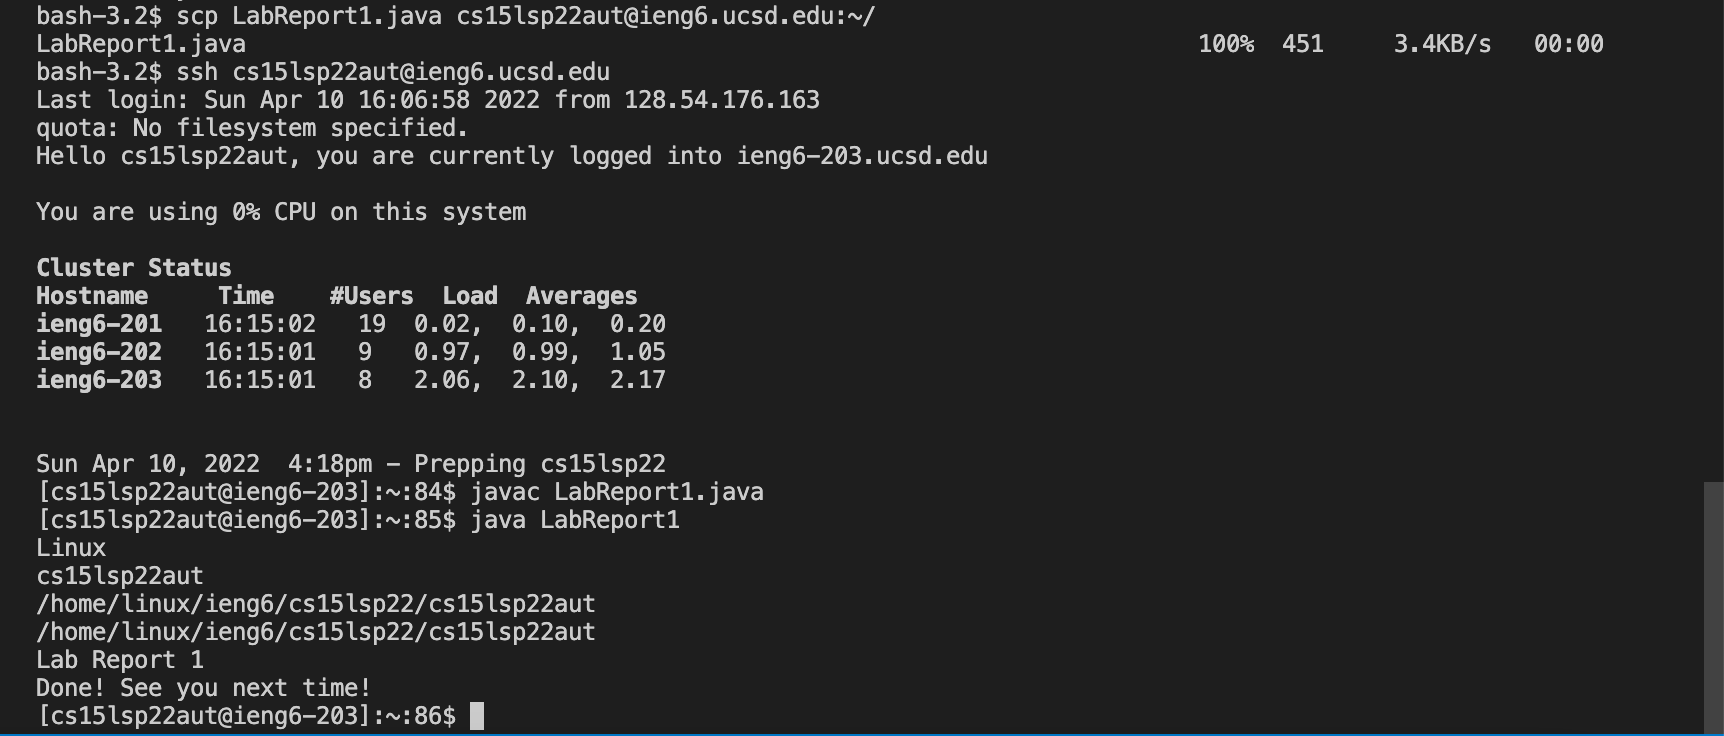 bash-3.2$ scp LabReport1.java cs15lsp22aut@ieng6.ucsd.edu:~/
LabReport1.java 100% 451 3.4KB/s 00:00
bash-3.2$ ssh cs15lsp22aut@ieng6.ucsd.edu
Last login: Sun Apr 10 16:06:58 2022 from 128.54.176.163
quota: No filesystem specified.
Hello cs15lsp22aut, you are currently logged into ieng6-203.ucsd.edu
You are using 0% CPU on this system
Cluster Status
Hostname Time #Users Load Averages
ieng6-201 16:15:02 19 0.02, 0.10, 0.20
ieng6-202 16:15:01 9 0.97, 0.99, 1.05
ieng6-203 16:15:01 8 2.06, 2.10, 2.17
Sun Apr 10, 2022 4:18pm - Prepping cs15lsp22
[cs15lsp22aut@ieng6-203]:~:84$ javac LabReport1.java
[cs15lsp22aut@ieng6-203]:~:85$ java LabReport1
Linux
cs15lsp22aut
/home/linux/ieng6/cs15lsp22/cs15lsp22aut
/home/linux/ieng6/cs15lsp22/cs15lsp22aut
Lab Report 1
Done! See you next time!
[cs15lsp22aut@ieng6-203]:~:86$